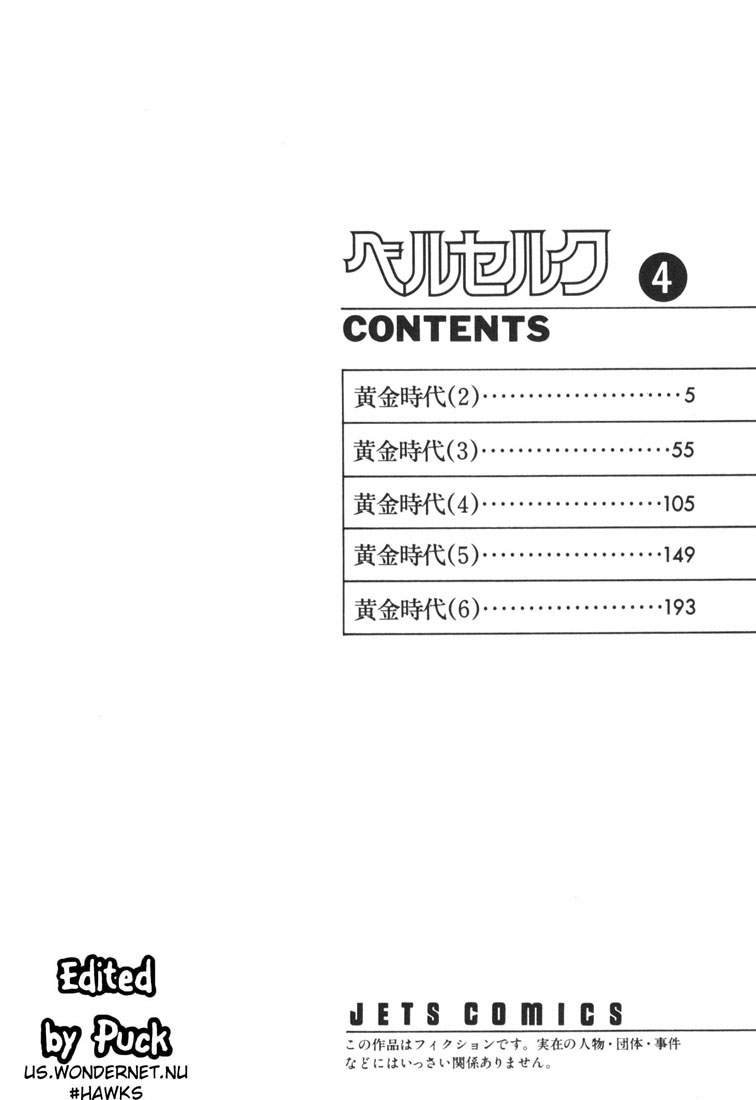 ベルセルク 4
CONTENTS
黄金時代(2)……………………5
黄金時代(3)…………………55
黄金時代(4)…………………105
黄金時代(5)…………………149
黄金時代(6)…………………193
JETS COMICS
この作品はフィクションです。実在の人物・団体・事件
などにはいっさい関係ありません。
Edited
by Puck
US.WONDERNET.NU
#HAWKS